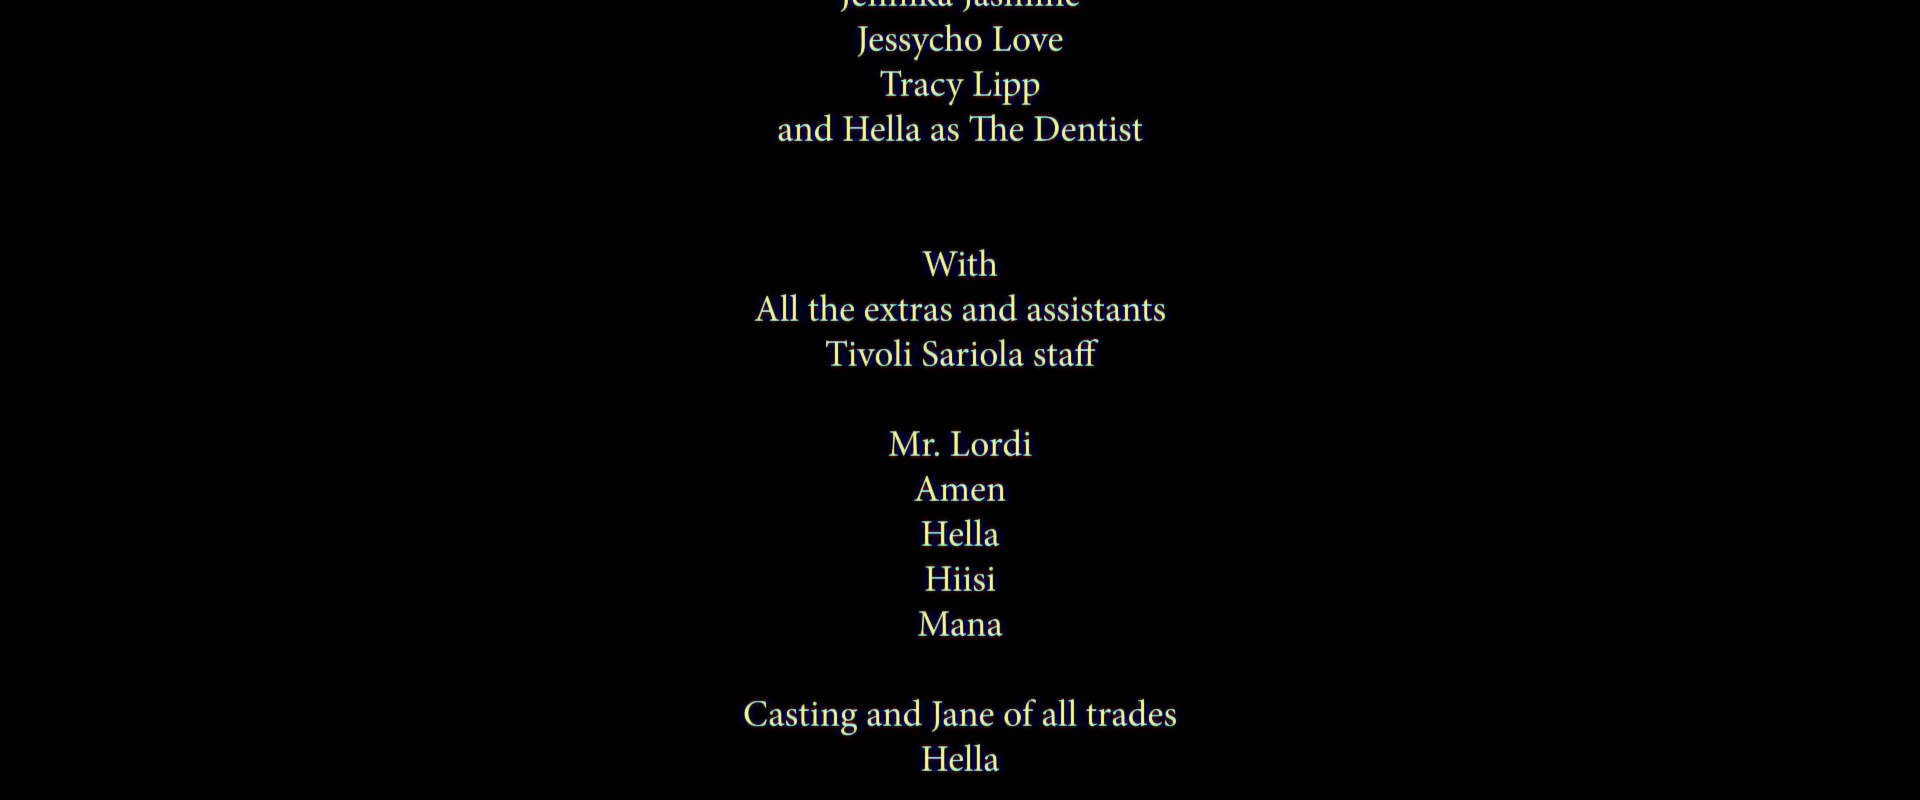 Jessycho Love
Tracy Lipp
and Hella as The Dentist
With
All the extras and assistants
Tivoli Sariola staff
Mr. Lordi
Amen
Hella
Hiisi
Mana
Casting and Jane of all trades
Hella